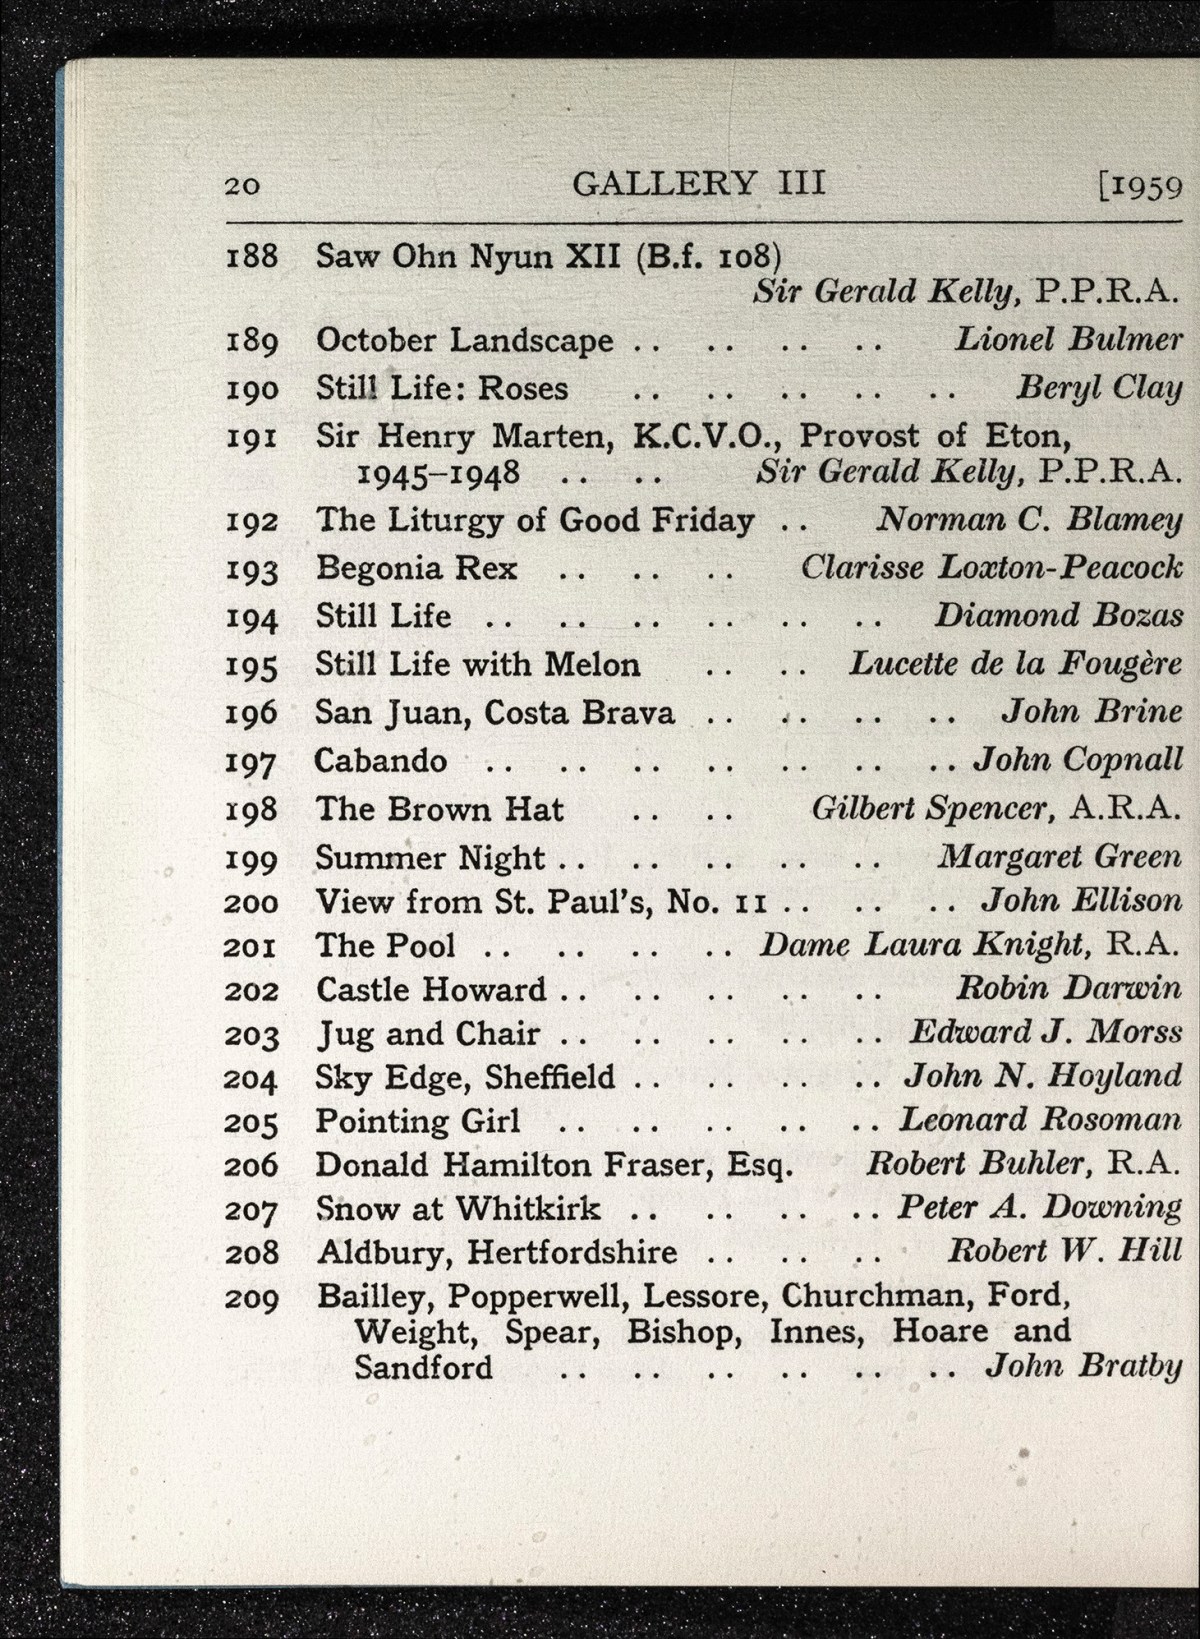 20 GALLERY III [1959
188 Saw Ohn Nyun XII (B.f. 108)
Sir Gerald Kelly, P.P.R.A.
189 October Landscape .. .. .. .. Lionel Bulmer
190 Still Life: Roses .. .. .. .. .. Beryl Clay
191 Sir Henry Marten, K.C.V.O., Provost of Eton,
1945–1948 .. .. Sir Gerald Kelly, P.P.R.A.
192 The Liturgy of Good Friday .. Norman C. Blamey
193 Begonia Rex .. .. .. Clarisse Loxton-Peacock
194 Still Life .. .. .. .. .. .. Diamond Bozas
195 Still Life with Melon .. .. Lucette de la Fougère
196 San Juan, Costa Brava .. .. .. .. John Brine
197 Cabando .. .. .. .. .. .. .. John Copnall
198 The Brown Hat .. .. Gilbert Spencer, A.R.A.
199 Summer Night .. .. .. .. .. Margaret Green
200 View from St. Paul's, No. 11 .. .. .. John Ellison
201 The Pool .. .. .. .. Dame Laura Knight, R.A.
202 Castle Howard .. .. .. .. .. Robin Darwin
203 Jug and Chair .. .. .. .. .. Edward J. Morss
204 Sky Edge, Sheffield .. .. .. .. John N. Hoyland
205 Pointing Girl .. .. .. .. .. Leonard Rosoman
206 Donald Hamilton Fraser, Esq. Robert Buhler, R.A.
207 Snow at Whitkirk .. .. .. .. Peter A. Downing
208 Aldbury, Hertfordshire .. .. .. Robert W. Hill
209 Bailley, Popperwell, Lessore, Churchman, Ford,
Weight, Spear, Bishop, Innes, Hoare and
Sandford .. .. .. .. .. .. John Bratby